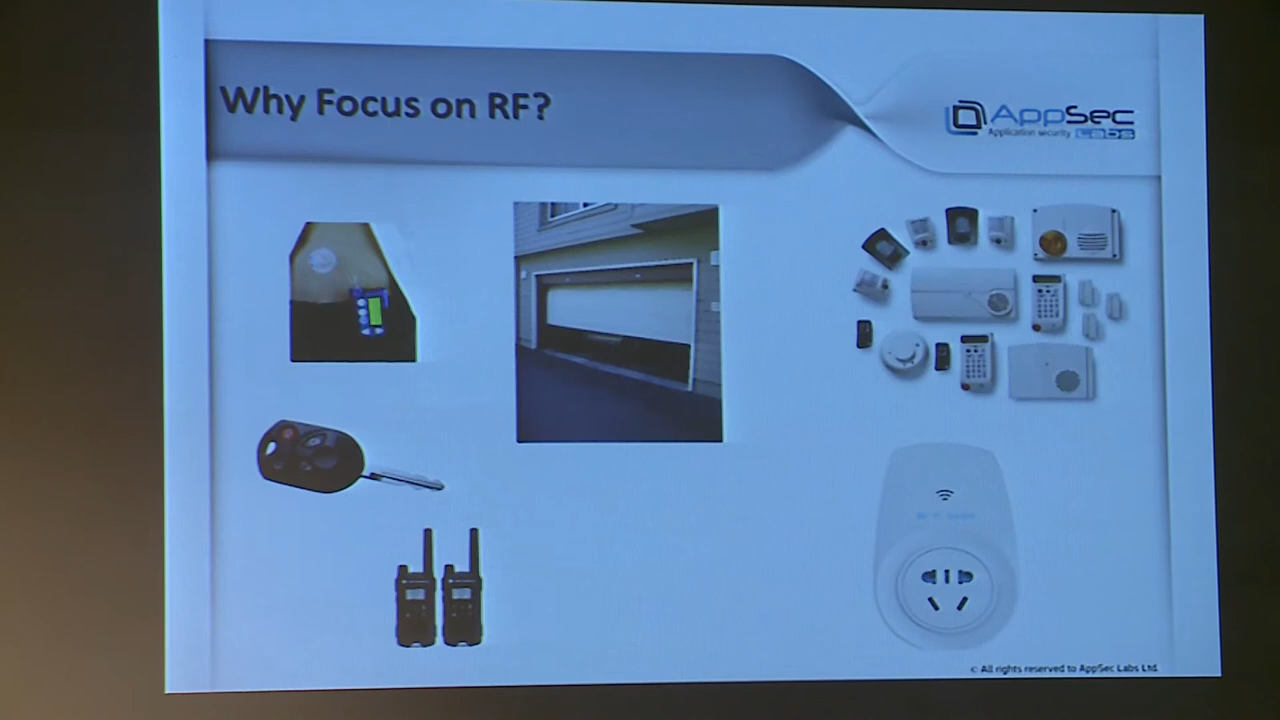 Why Focus on RF?
AppSec
Application security Labs
© All rights reserved to AppSec Labs Ltd.